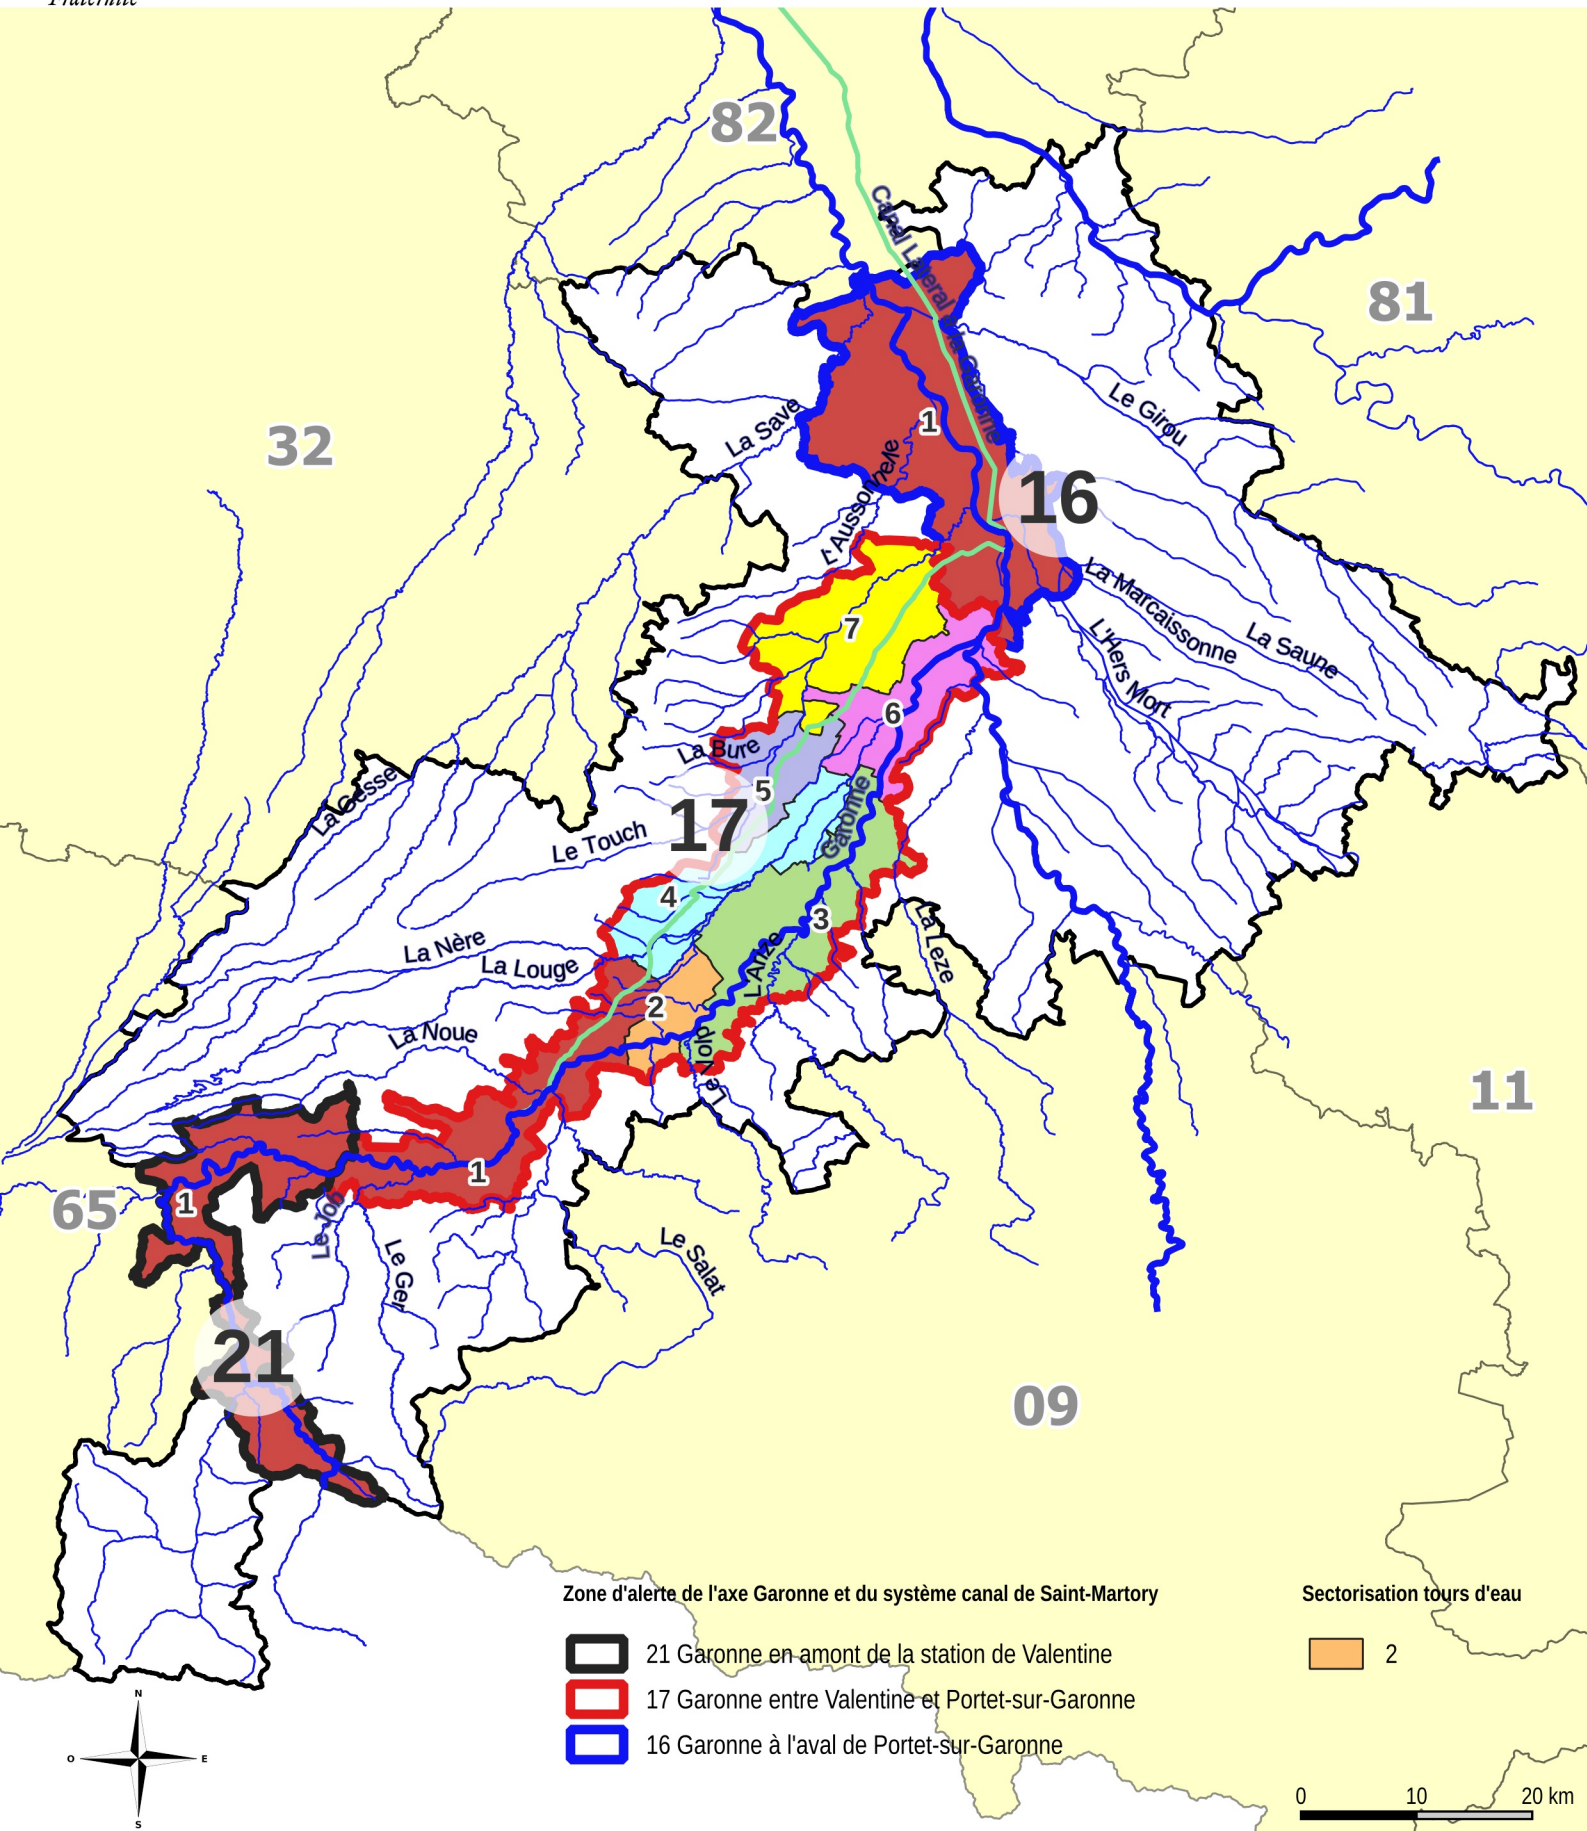 Fraternité
82
Canal Lateral à la Garonne
81
32
Le Girou
La Save
1
L'Aussonnelle
16
La Marcaissonne
La Saune
L'Hers Mort
7
6
La Bure
5
17
La Gesse
Le Touch
Garonne
4
3
La Leze
La Nère
La Louge
L'Arize
2
La Noue
Le Volp
11
1
65
1
Le Job
Le Ger
Le Salat
21
09
Zone d'alerte de l'axe Garonne et du système canal de Saint-Martory
Sectorisation tours d'eau
21 Garonne en amont de la station de Valentine
2
17 Garonne entre Valentine et Portet-sur-Garonne
16 Garonne à l'aval de Portet-sur-Garonne
N
O
E
S
0 10 20 km